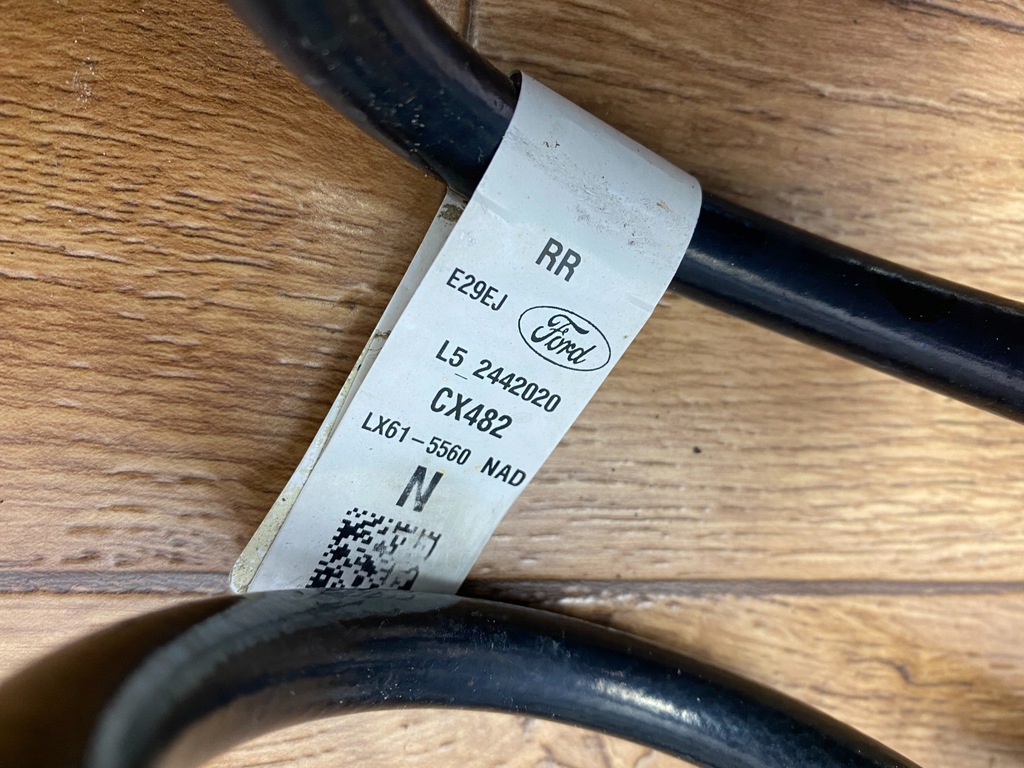 RR
E29EJ Ford
L5_2442020
CX482
LX61-5560 NAD
N